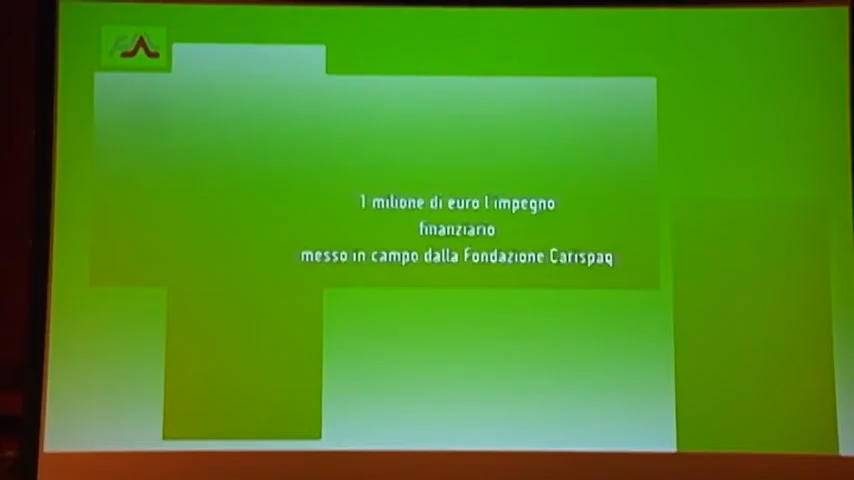 1 milione di euro l'impegno
finanziario
messo in campo dalla Fondazione Carispaq